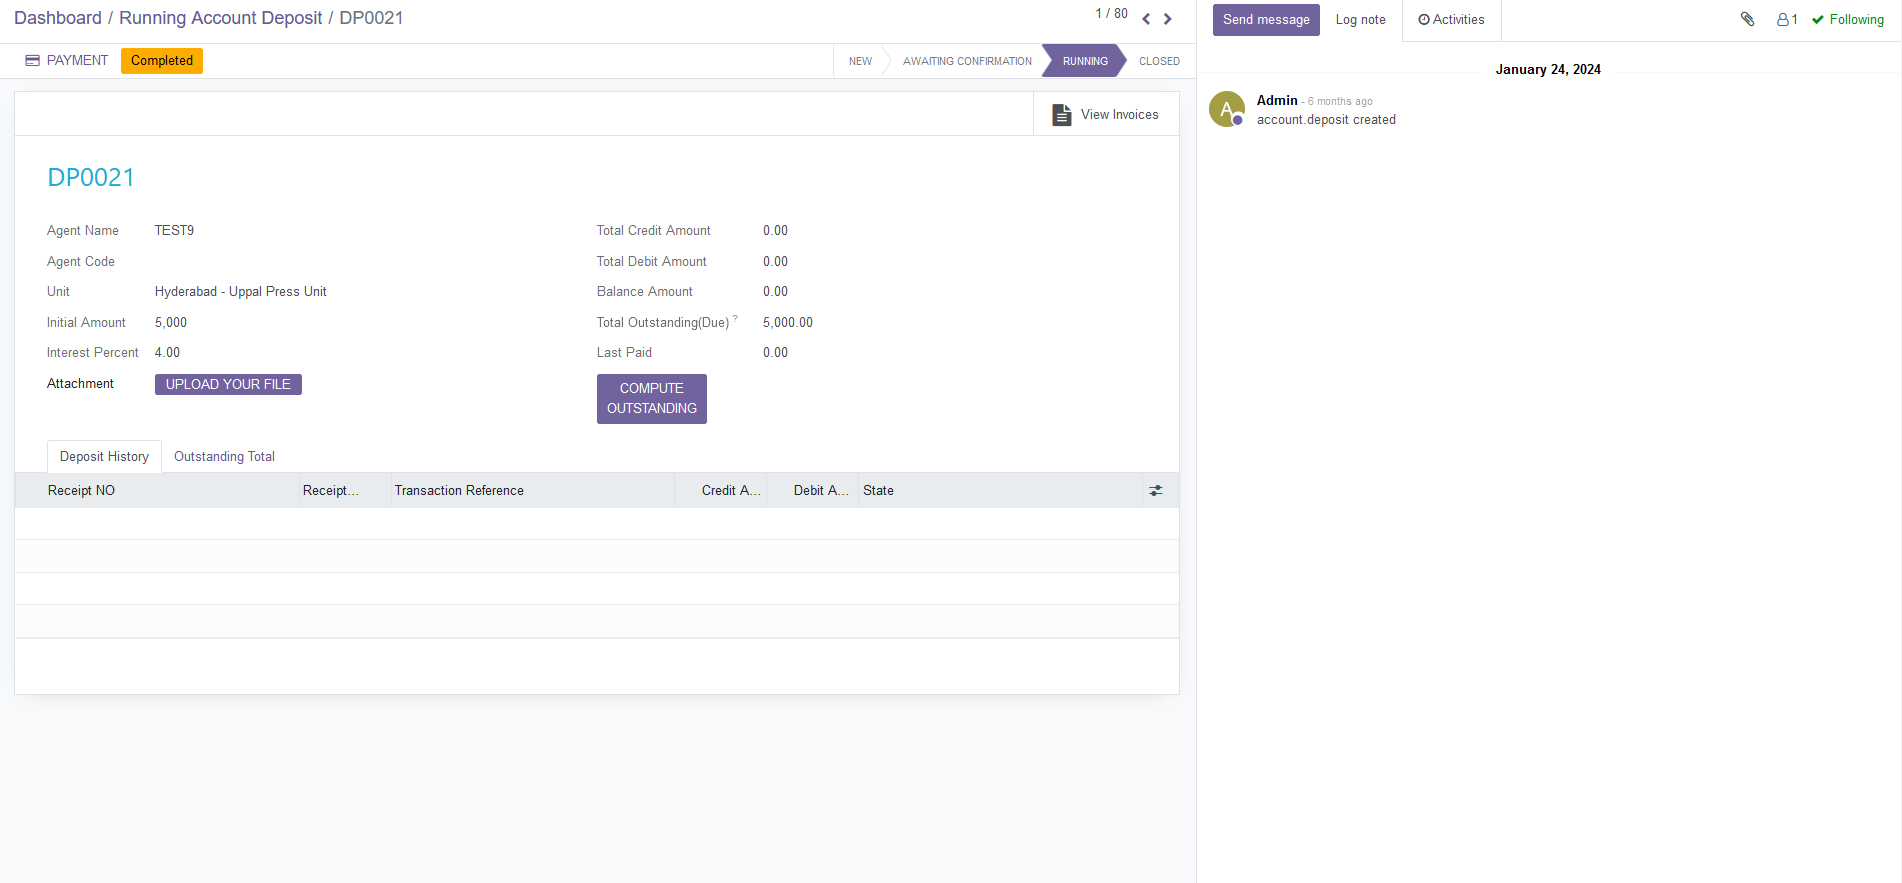 Dashboard / Running Account Deposit / DP0021
1 / 80
PAYMENT
Completed
NEW
AWAITING CONFIRMATION
RUNNING
CLOSED
View Invoices
DP0021
Agent Name TEST9
Agent Code
Unit Hyderabad - Uppal Press Unit
Initial Amount 5,000
Interest Percent 4.00
Attachment UPLOAD YOUR FILE
Total Credit Amount 0.00
Total Debit Amount 0.00
Balance Amount 0.00
Total Outstanding(Due) ? 5,000.00
Last Paid 0.00
COMPUTE
OUTSTANDING
Deposit History
Outstanding Total
Receipt NO Receipt... Transaction Reference Credit A... Debit A... State
Send message
Log note
Activities
1
Following
January 24, 2024
A
Admin - 6 months ago
account.deposit created